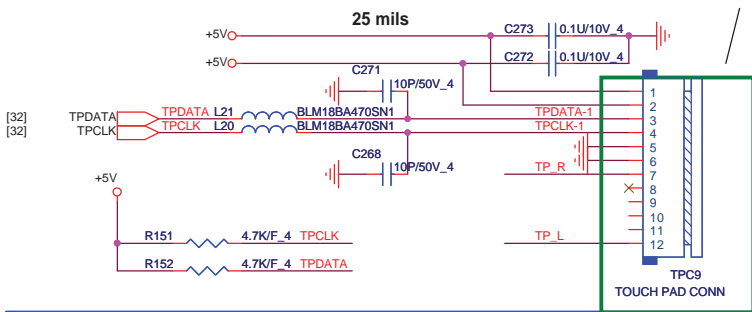 25 mils
+5V C273 0.1U/10V_4
+5V C272 0.1U/10V_4
C271
10P/50V_4
1
2
[32] TPDATA TPDATA L21 BLM18BA470SN1 TPDATA-1 3
[32] TPCLK TPCLK L20 BLM18BA470SN1 TPCLK-1 4
5
C268
10P/50V_4
6
TP_R 7
+5V
8
9
10
11
R151 4.7K/F_4 TPCLK TP_L 12
R152 4.7K/F_4 TPDATA
TPC9
TOUCH PAD CONN